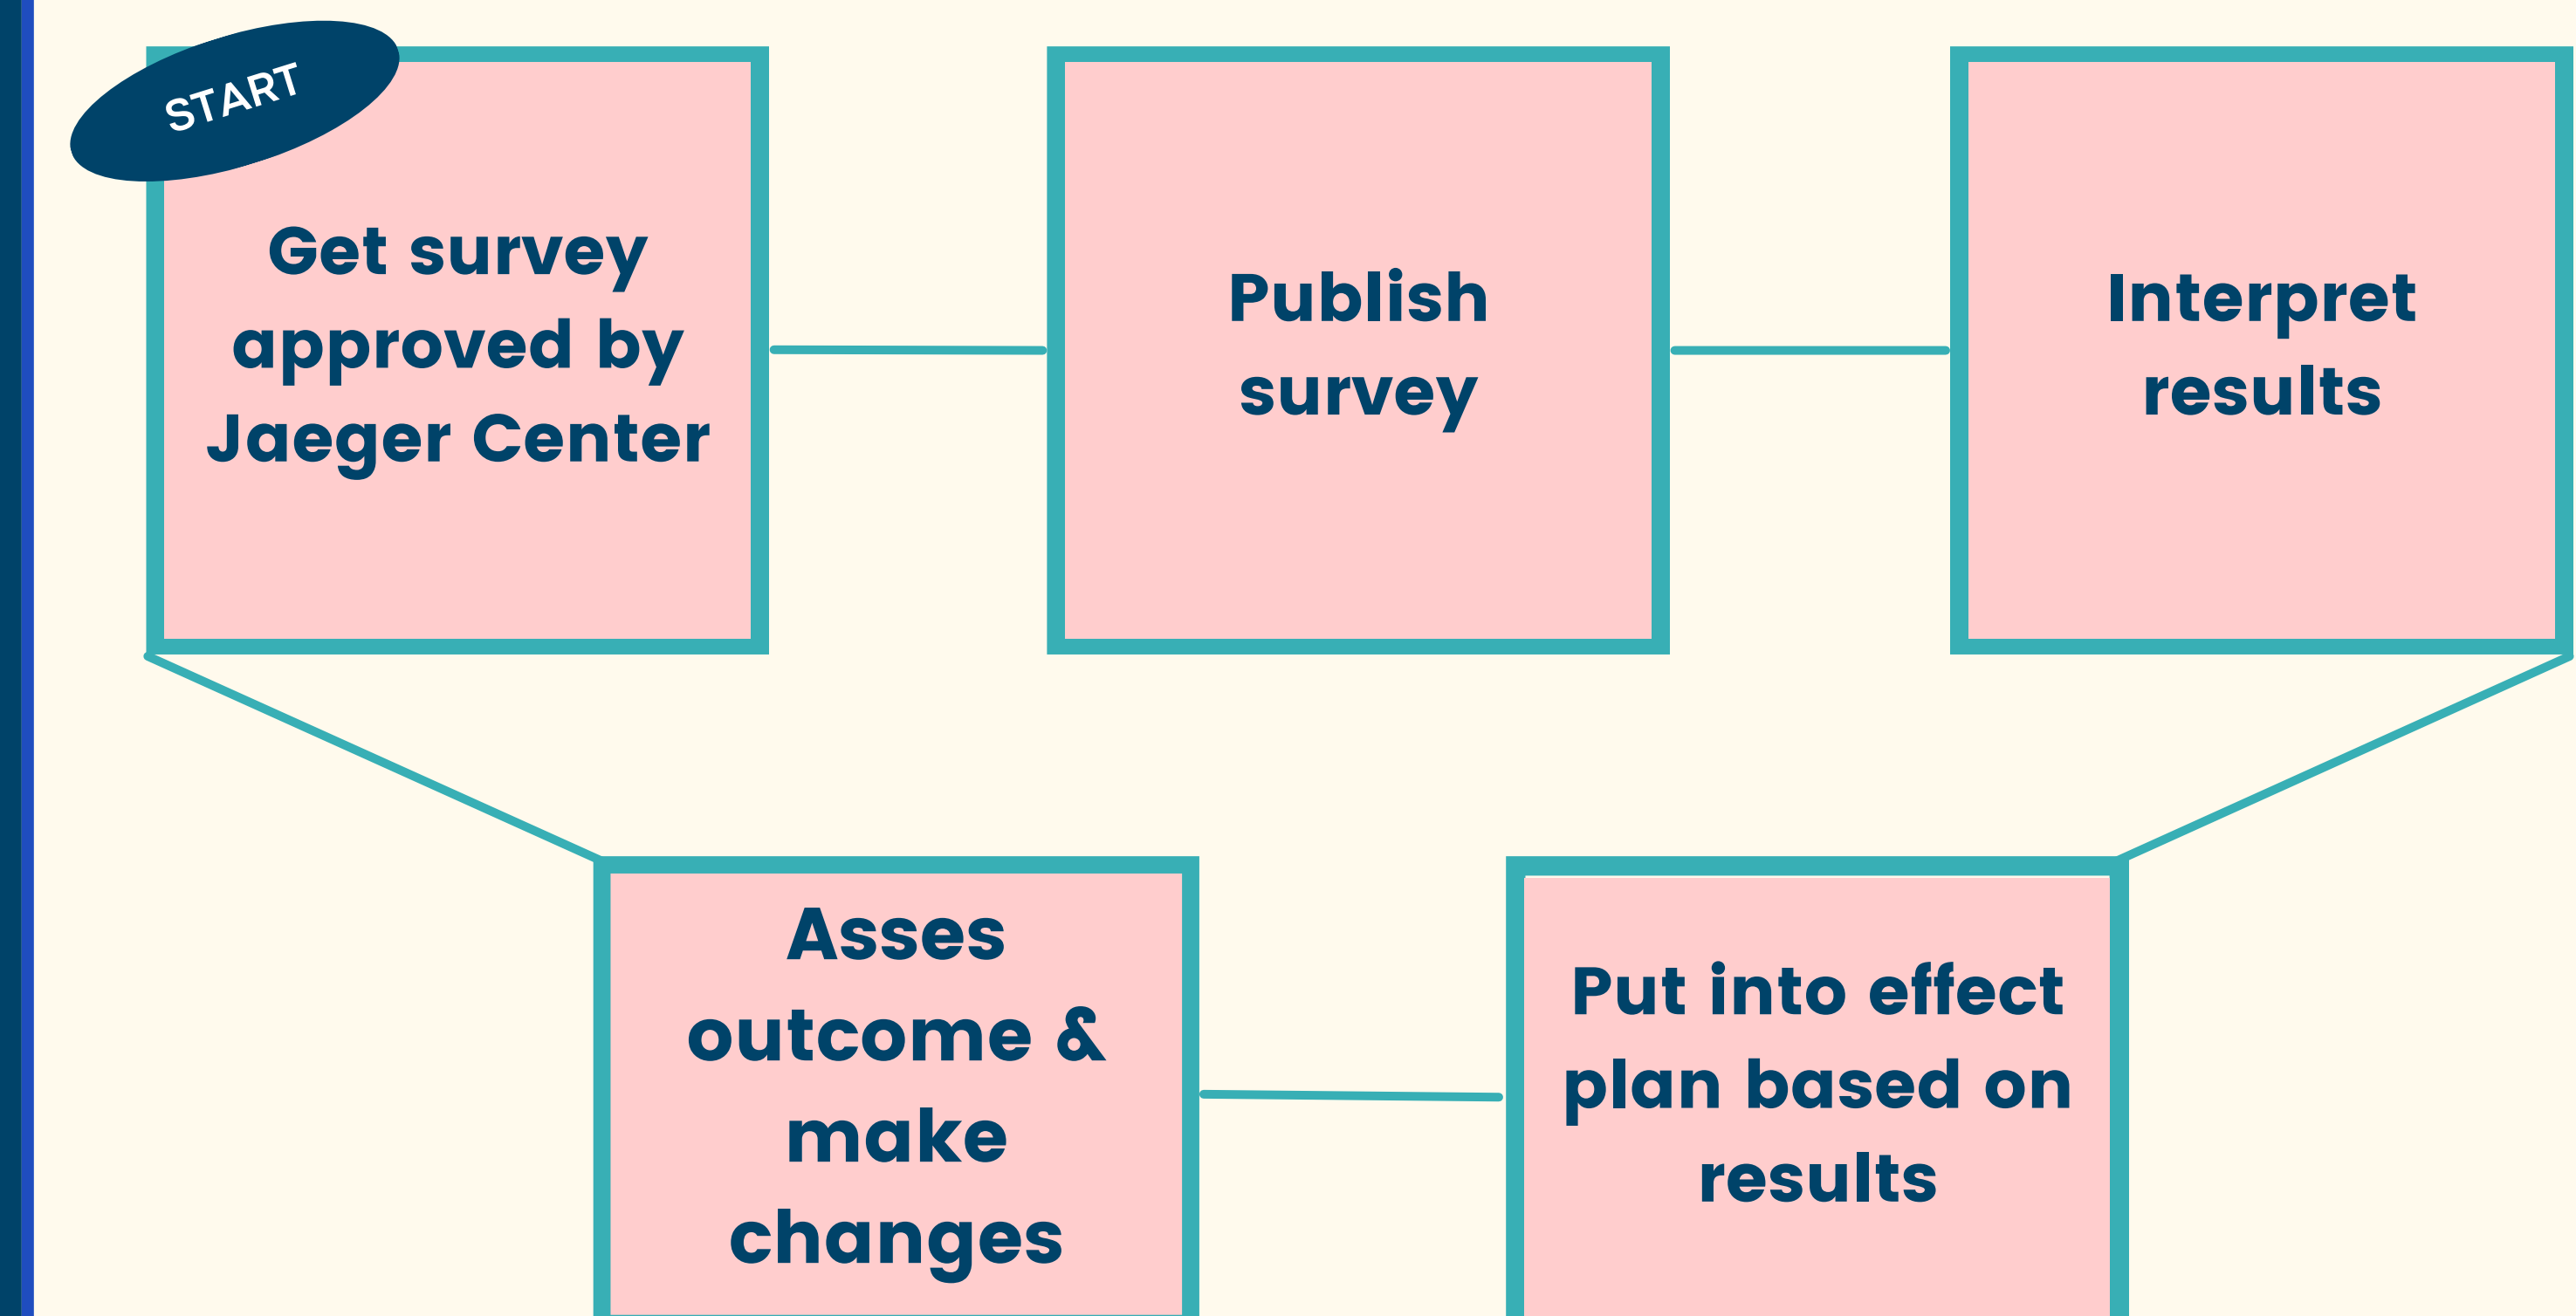 START
Get survey
approved by
Jaeger Center
Publish
survey
Interpret
results
Asses
outcome &
make
changes
Put into effect
plan based on
results